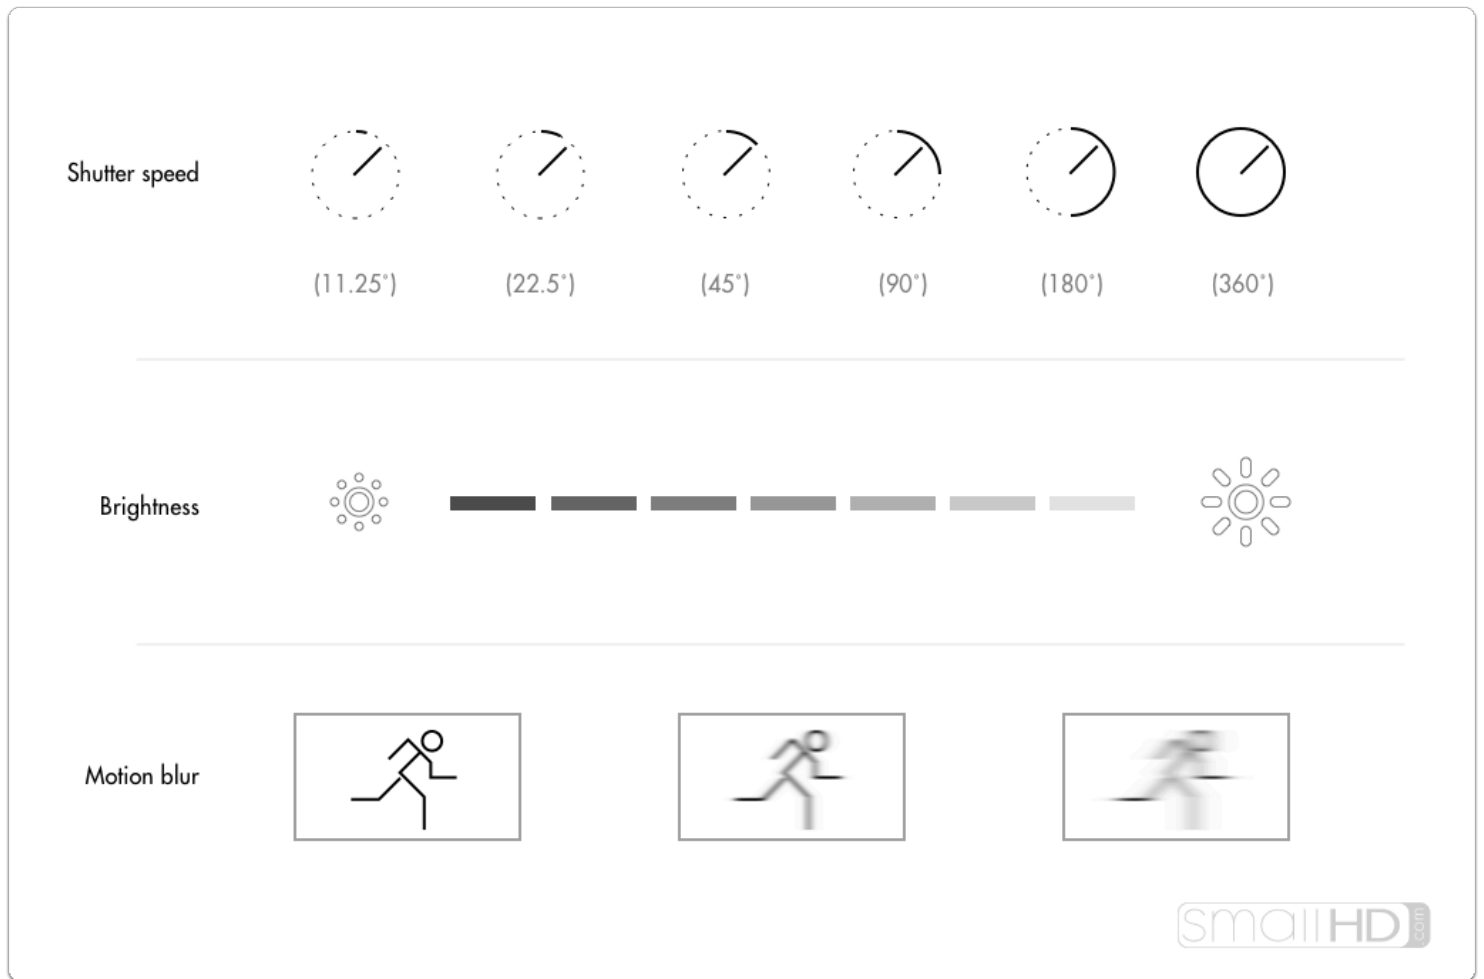 Shutter speed
(11.25°) (22.5°) (45°) (90°) (180°) (360°)
Brightness
Motion blur
smallHD.com